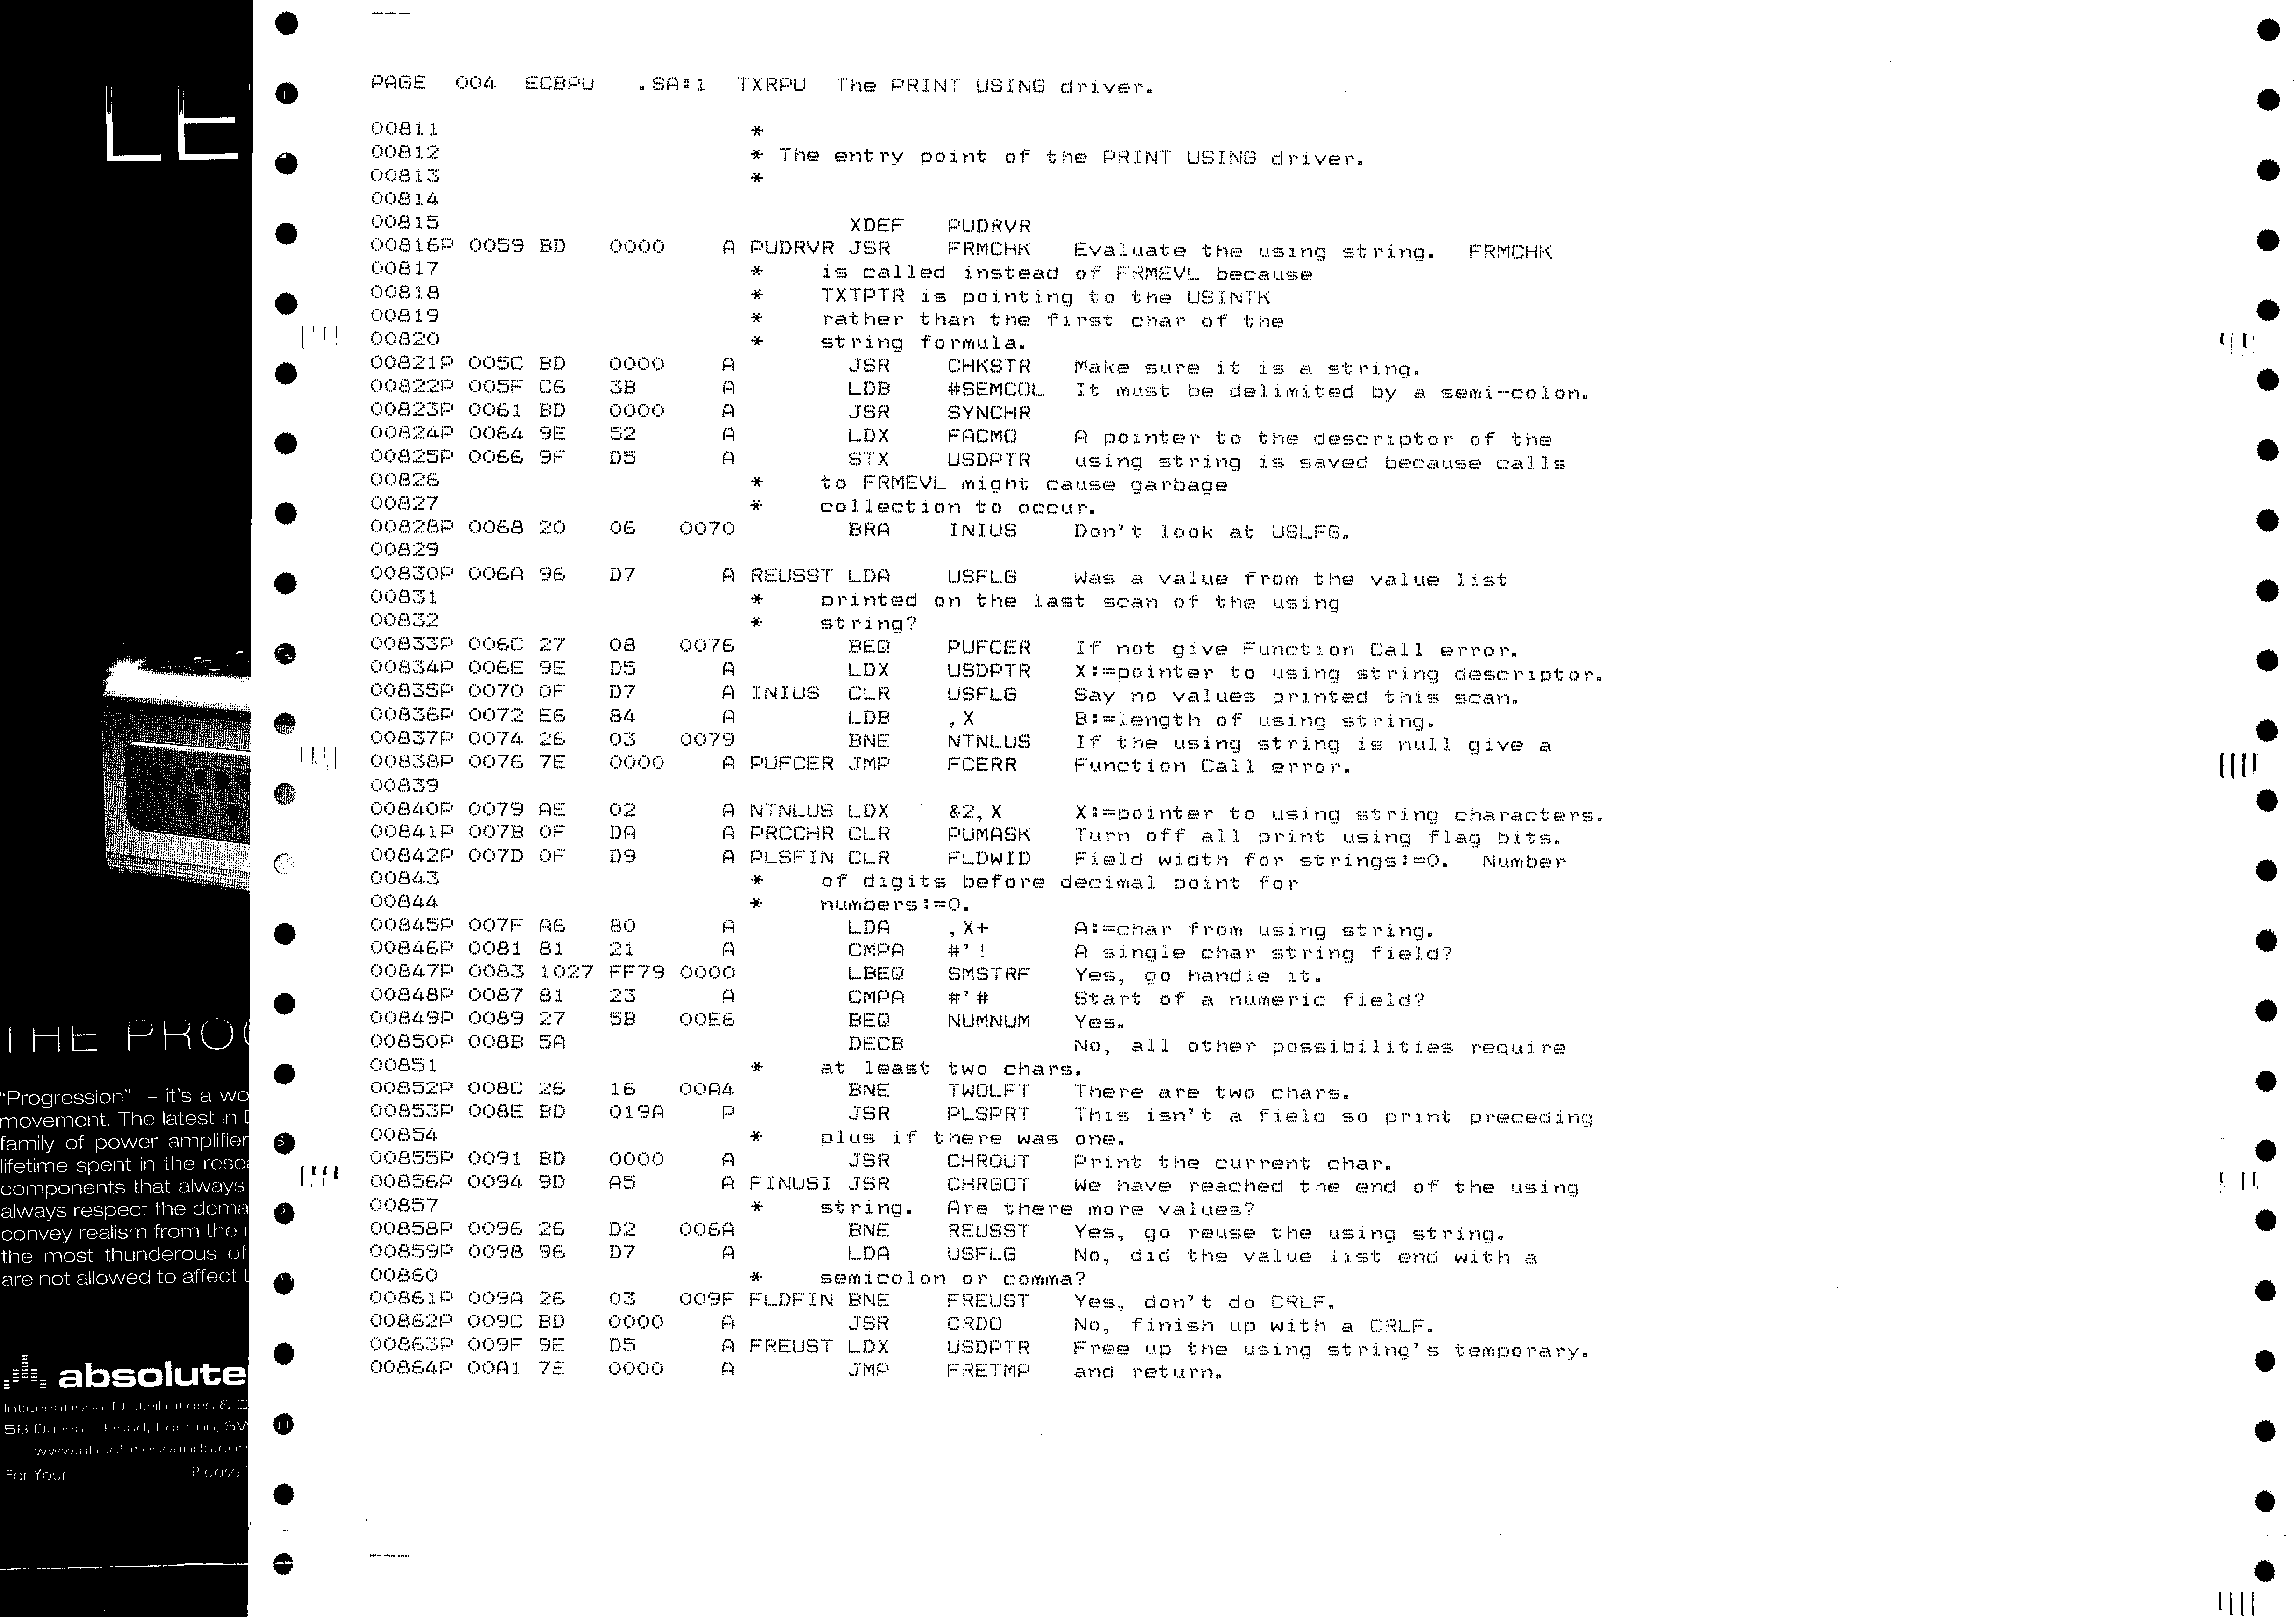 PAGE 004 ECBPU .SA:1 TXRPU The PRINT USING driver.
00811 *
00812 * The entry point of the PRINT USING driver.
00813 *
00814
00815 XDEF PUDRVR
00816P 0059 BD 0000 A PUDRVR JSR FRMCHK Evaluate the using string. FRMCHK
00817 * is called instead of FRMEVL because
00818 * TXTPTR is pointing to the USINTK
00819 * rather than the first char of the
00820 * string formula.
00821P 005C BD 0000 A JSR CHKSTR Make sure it is a string.
00822P 005F C6 3B A LDB #SEMCOL It must be delimited by a semi-colon.
00823P 0061 BD 0000 A JSR SYNCHR
00824P 0064 9E 52 A LDX FACMO A pointer to the descriptor of the
00825P 0066 9F D5 A STX USDPTR using string is saved because calls
00826 * to FRMEVL might cause garbage
00827 * collection to occur.
00828P 0068 20 06 0070 BRA INIUS Don't look at USLFG.
00829
00830P 006A 96 D7 A REUSST LDA USFLG Was a value from the value list
00831 * printed on the last scan of the using
00832 * string?
00833P 006C 27 08 0076 BEQ PUFCER If not give Function Call error.
00834P 006E 9E D5 A LDX USDPTR X:=pointer to using string descriptor.
00835P 0070 0F D7 A INIUS CLR USFLG Say no values printed this scan.
00836P 0072 E6 84 A LDB ,X B:=length of using string.
00837P 0074 26 03 0079 BNE NTNLUS If the using string is null give a
00838P 0076 7E 0000 A PUFCER JMP FCERR Function Call error.
00839
00840P 0079 AE 02 A NTNLUS LDX &2,X X:=pointer to using string characters.
00841P 007B 0F DA A PRCCHR CLR PUMASK Turn off all print using flag bits.
00842P 007D 0F D9 A PLSFIN CLR FLDWID Field width for strings:=0. Number
00843 * of digits before decimal point for
00844 * numbers:=0.
00845P 007F A6 80 A LDA ,X+ A:=char from using string.
00846P 0081 81 21 A CMPA #'! A single char string field?
00847P 0083 1027 FF79 0000 LBEQ SMSTRF Yes, go handle it.
00848P 0087 81 23 A CMPA #'# Start of a numeric field?
00849P 0089 27 5B 00E6 BEQ NUMNUM Yes.
00850P 008B 5A DECB No, all other possibilities require
00851 * at least two chars.
00852P 008C 26 16 00A4 BNE TWOLFT There are two chars.
00853P 008E BD 019A P JSR PLSPRT This isn't a field so print preceding
00854 * plus if there was one.
00855P 0091 BD 0000 A JSR CHROUT Print the current char.
00856P 0094 9D A5 A FINUSI JSR CHRGOT We have reached the end of the using
00857 * string. Are there more values?
00858P 0096 26 D2 006A BNE REUSST Yes, go reuse the using string.
00859P 0098 96 D7 A LDA USFLG No, did the value list end with a
00860 * semicolon or comma?
00861P 009A 26 03 009F FLDFIN BNE FREUST Yes, don't do CRLF.
00862P 009C BD 0000 A JSR CRDO No, finish up with a CRLF.
00863P 009F 9E D5 A FREUST LDX USDPTR Free up the using string's temporary.
00864P 00A1 7E 0000 A JMP FRETMP and return.
LE
THE PROG
"Progression" – it's a wo
movement. The latest in
family of power amplifier
lifetime spent in the rese
components that always
always respect the dema
convey realism from the
the most thunderous of
are not allowed to affect t
absolute
International Distributors & C
58 Durham Road, London, SW
www.absolutesounds.com
For Your Please